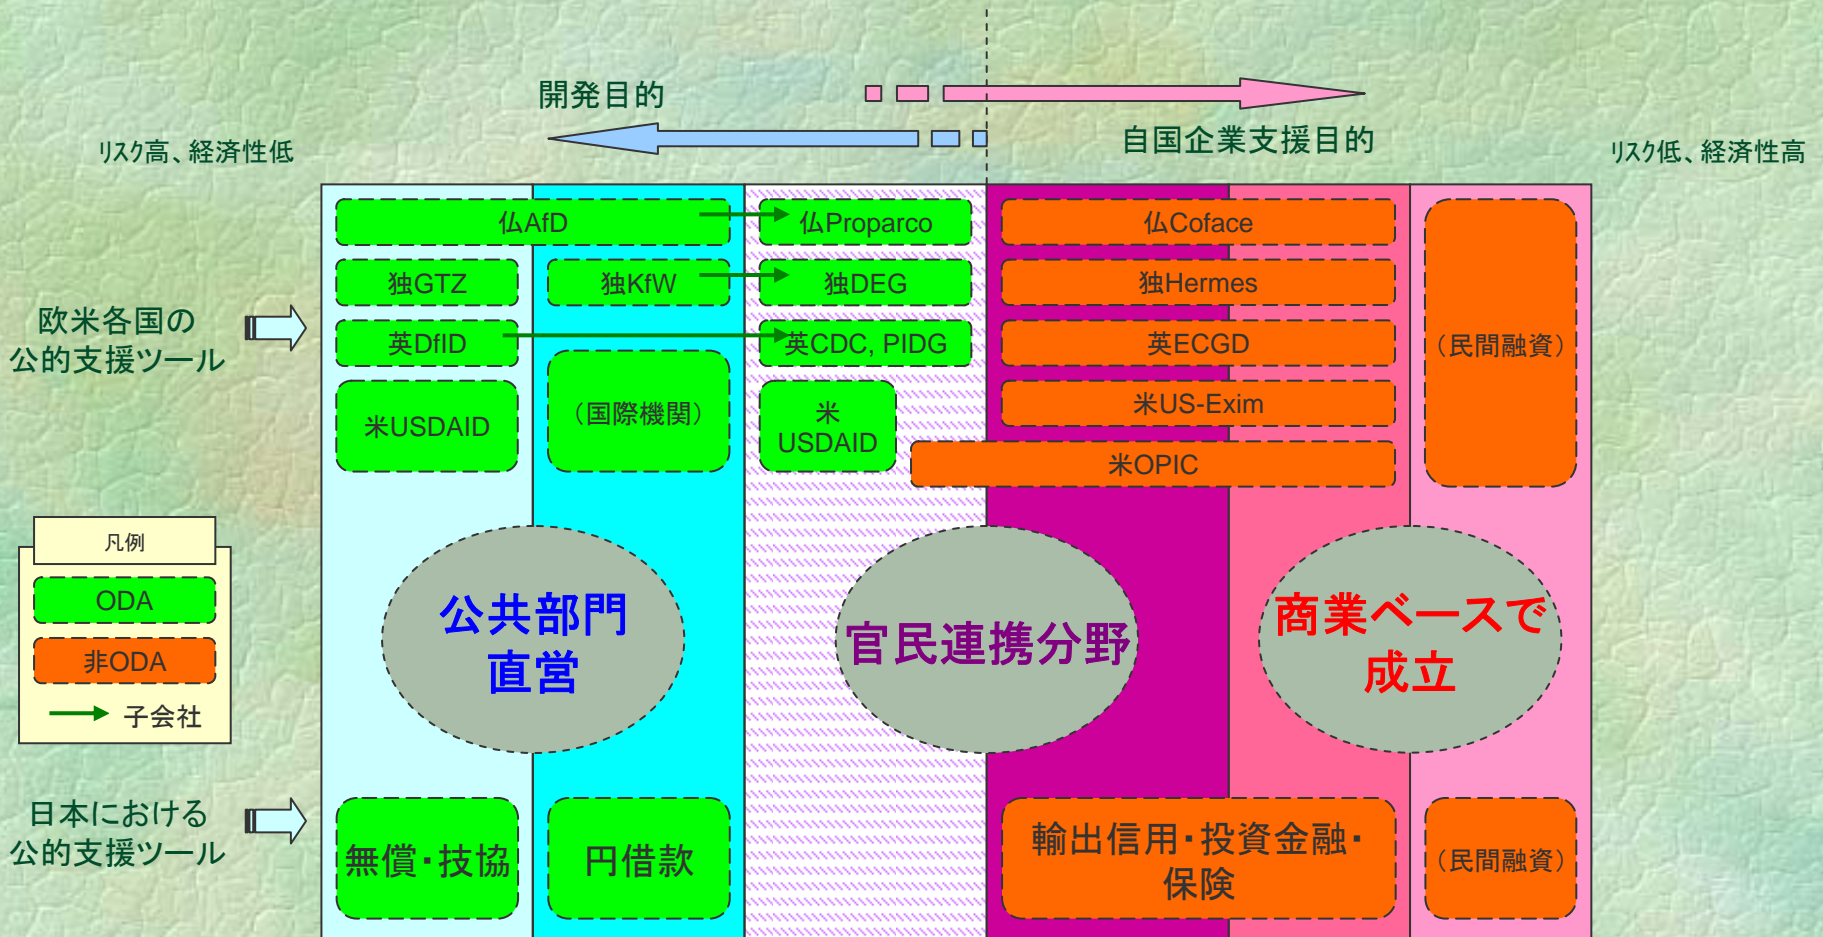 開発目的
自国企業支援目的
リスク高、経済性低
リスク低、経済性高
仏AfD
仏Proparco
仏Coface
独GTZ
独KfW
独DEG
独Hermes
欧米各国の
公的支援ツール
英DfID
英CDC, PIDG
英ECGD
(民間融資)
米USDAID
(国際機関)
米
USDAID
米US-Exim
米OPIC
凡例
ODA
非ODA
子会社
公共部門
直営
官民連携分野
商業ベースで
成立
日本における
公的支援ツール
無償・技協
円借款
輸出信用・投資金融・
保険
(民間融資)